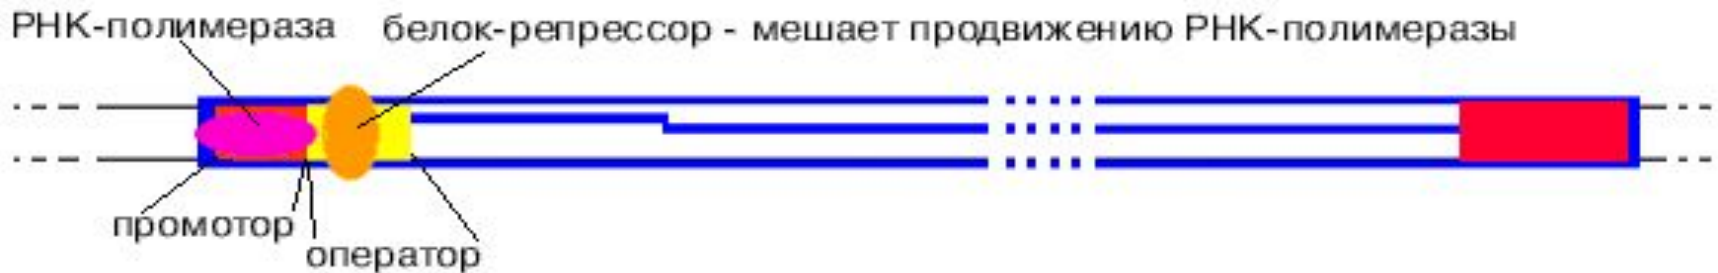 РНК-полимераза
белок-репрессор - мешает продвижению РНК-полимеразы
промотор
оператор